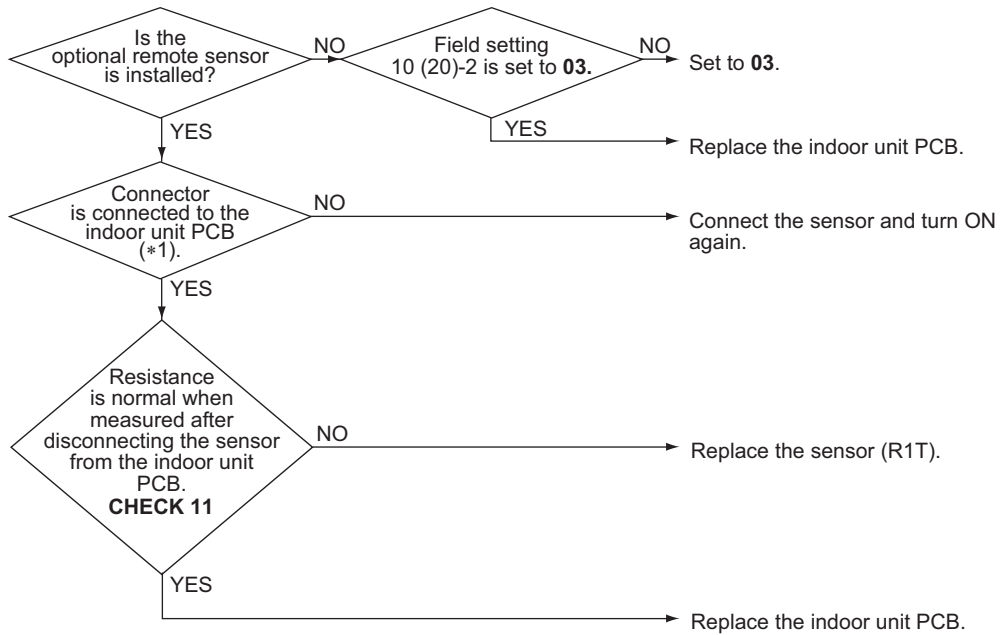 Is the
optional remote sensor
is installed?
NO
Field setting
10 (20)-2 is set to 03.
NO
Set to 03.
YES
YES
Replace the indoor unit PCB.
Connector
is connected to the
indoor unit PCB
(*1).
NO
Connect the sensor and turn ON
again.
YES
Resistance
is normal when
measured after
disconnecting the sensor
from the indoor unit
PCB.
CHECK 11
NO
Replace the sensor (R1T).
YES
Replace the indoor unit PCB.